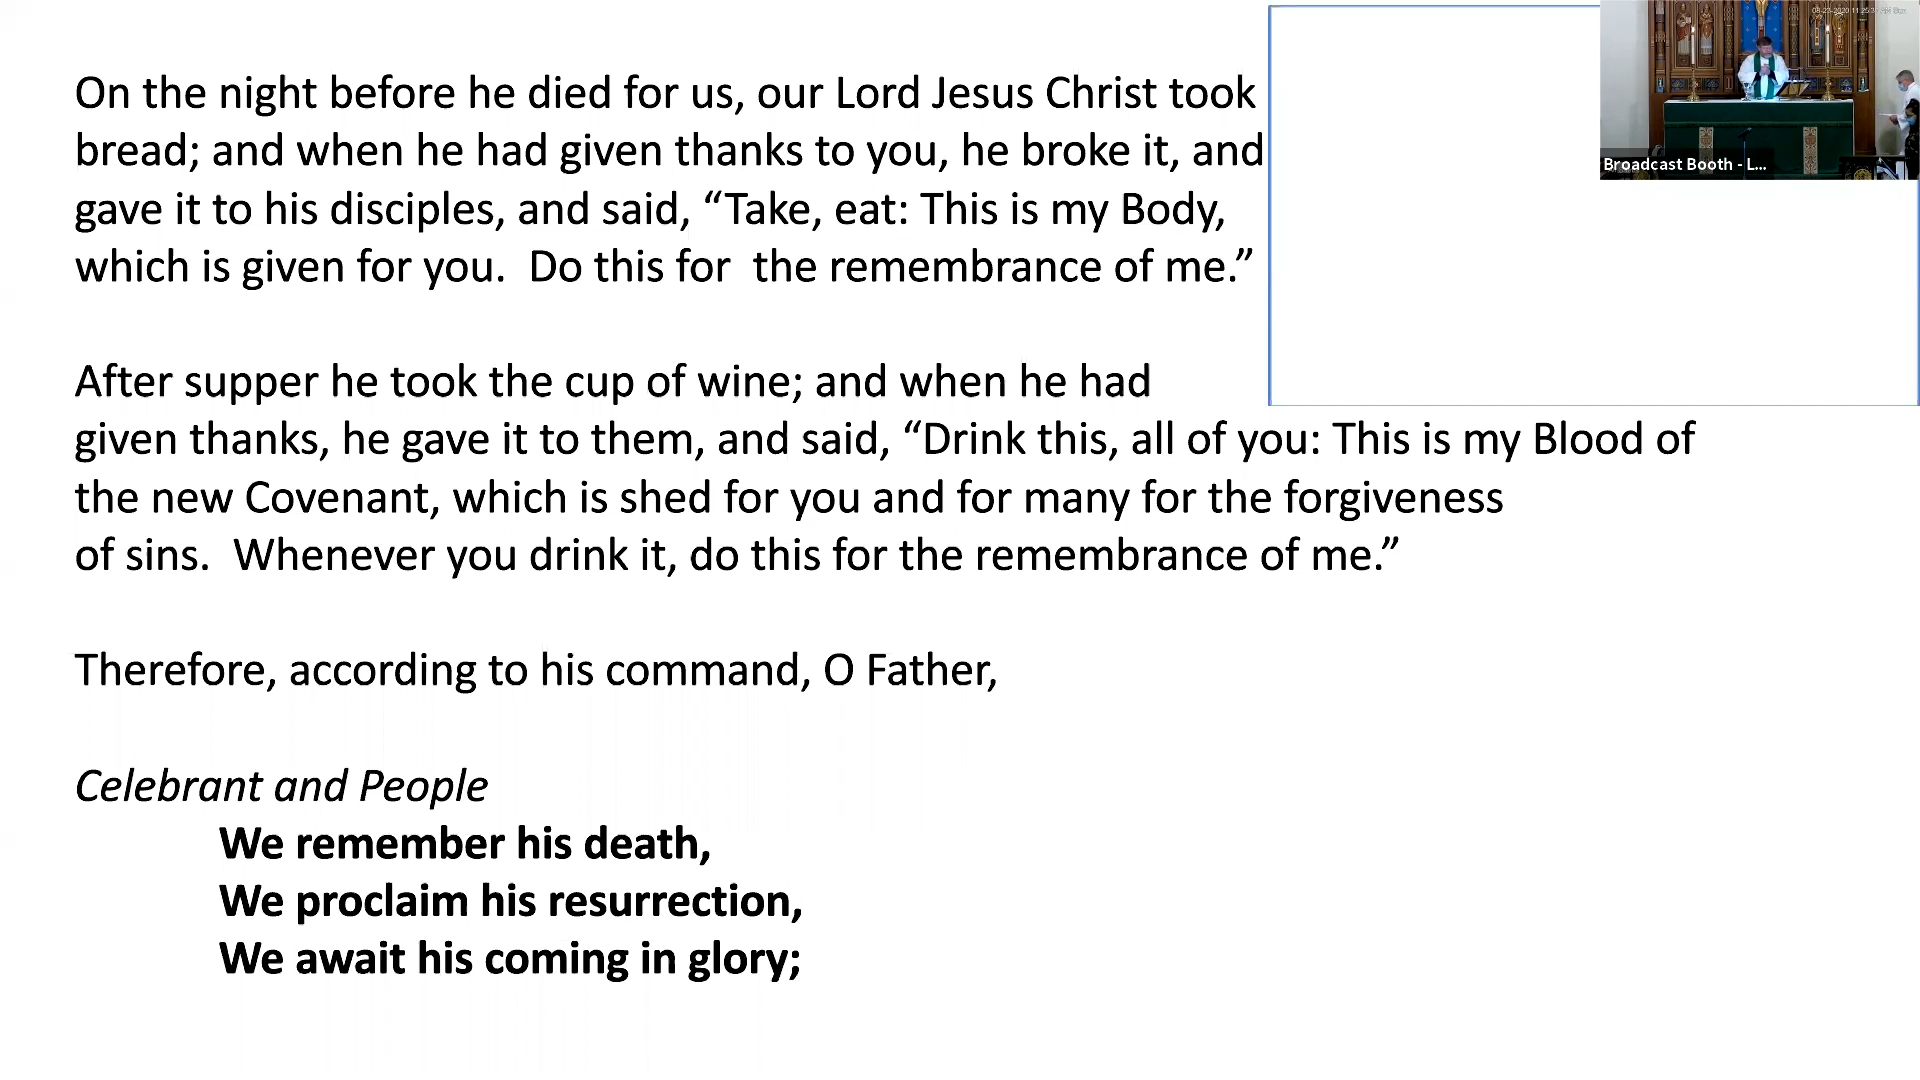 On the night before he died for us, our Lord Jesus Christ took
bread; and when he had given thanks to you, he broke it, and
gave it to his disciples, and said, “Take, eat: This is my Body,
which is given for you.  Do this for  the remembrance of me.”
After supper he took the cup of wine; and when he had
given thanks, he gave it to them, and said, “Drink this, all of you: This is my Blood of
the new Covenant, which is shed for you and for many for the forgiveness
of sins.  Whenever you drink it, do this for the remembrance of me.”
Therefore, according to his command, O Father,
Celebrant and People
We remember his death,
We proclaim his resurrection,
We await his coming in glory;
Broadcast Booth - L...